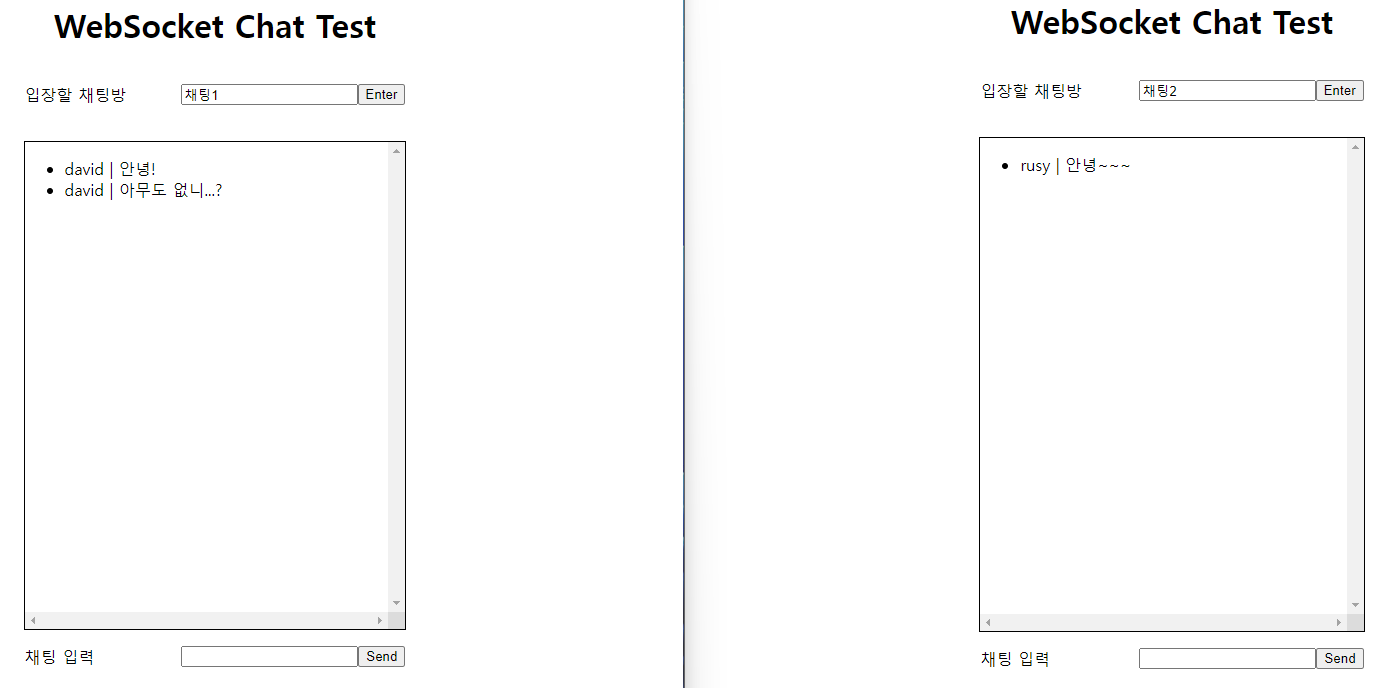 WebSocket Chat Test
입장할 채팅방 채팅1 Enter
david | 안녕!
david | 아무도 없니...?
채팅 입력 Send
WebSocket Chat Test
입장할 채팅방 채팅2 Enter
rusy | 안녕~~~
채팅 입력 Send